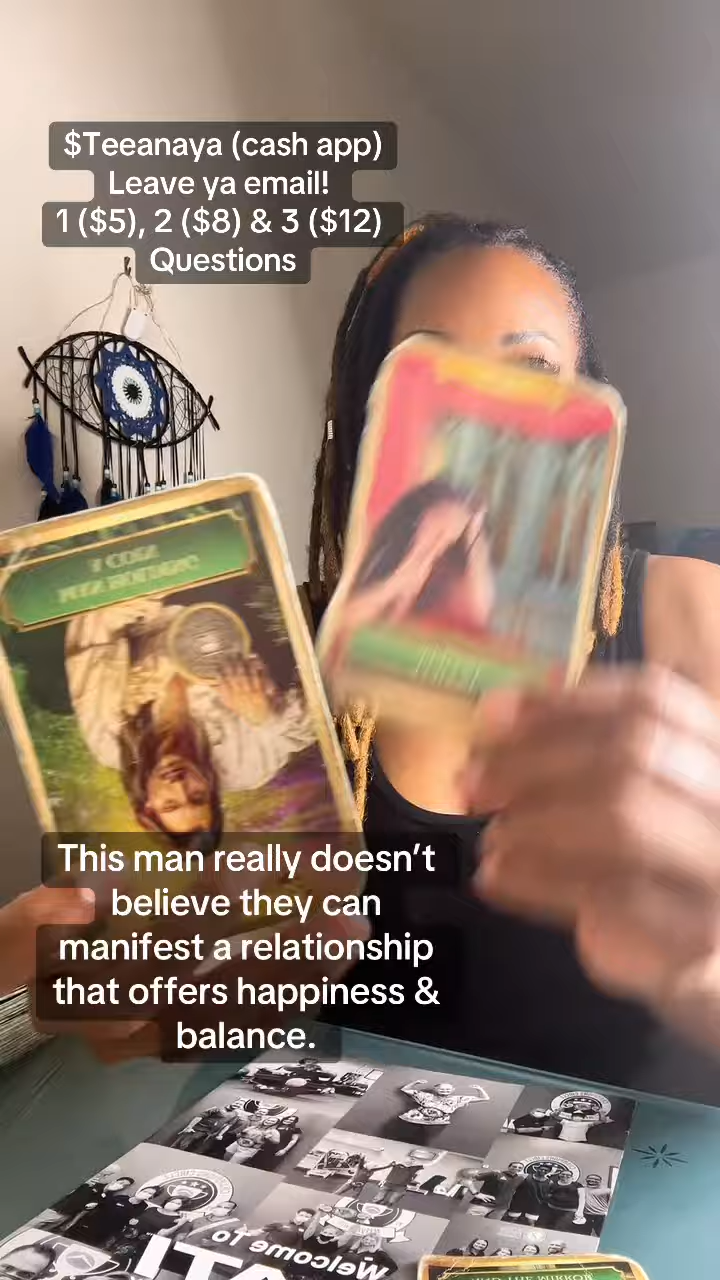 $Teeanaya (cash app)
Leave ya email!
1 ($5), 2 ($8) & 3 ($12)
Questions
This man really doesn’t
believe they can
manifest a relationship
that offers happiness &
balance.
Welcome To